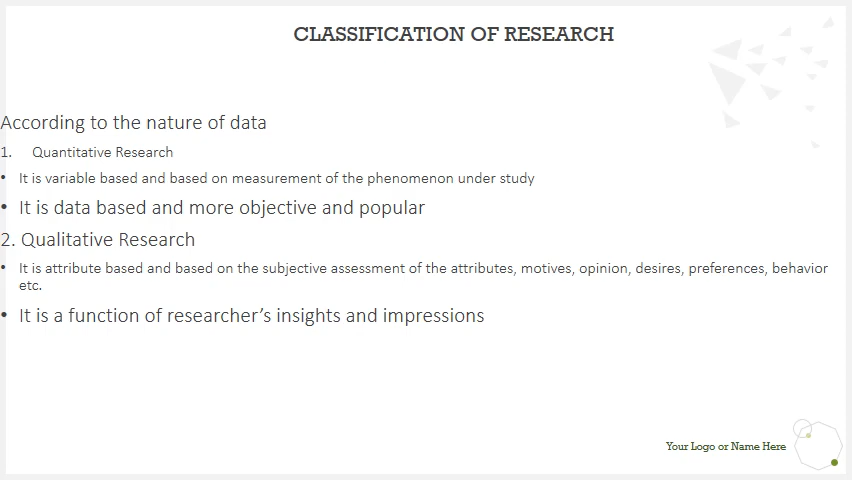 CLASSIFICATION OF RESEARCH
According to the nature of data
1. Quantitative Research
• It is variable based and based on measurement of the phenomenon under study
• It is data based and more objective and popular
2. Qualitative Research
• It is attribute based and based on the subjective assessment of the attributes, motives, opinion, desires, preferences, behavior
etc.
• It is a function of researcher’s insights and impressions
Your Logo or Name Here